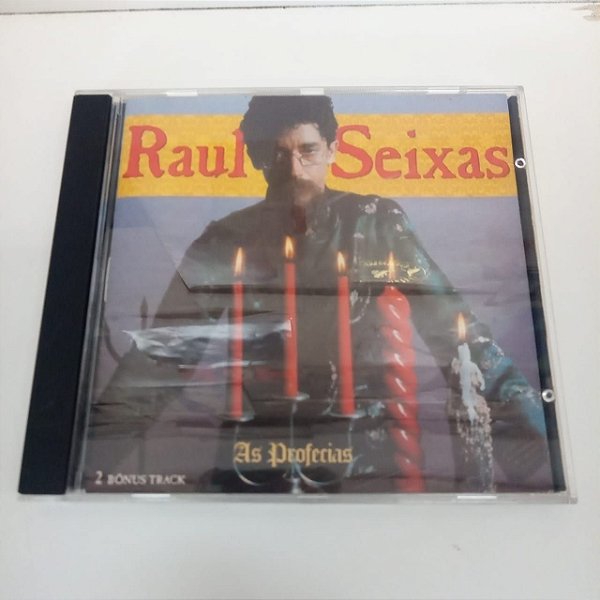 Raul Seixas
As Profecias
2 BÔNUS TRACK